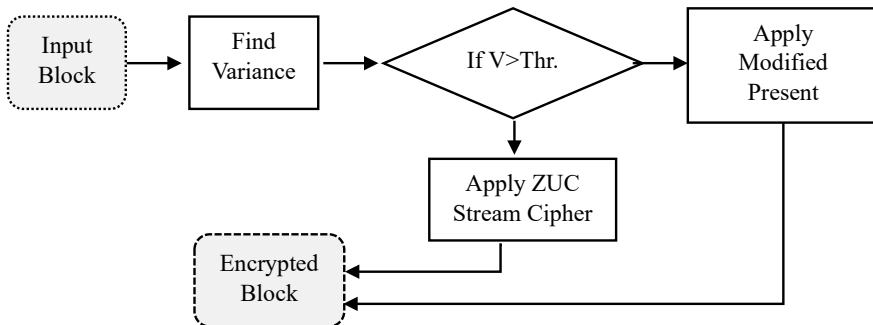 Input
Block
Find
Variance
If V>Thr.
Apply
Modified
Present
Apply ZUC
Stream Cipher
Encrypted
Block